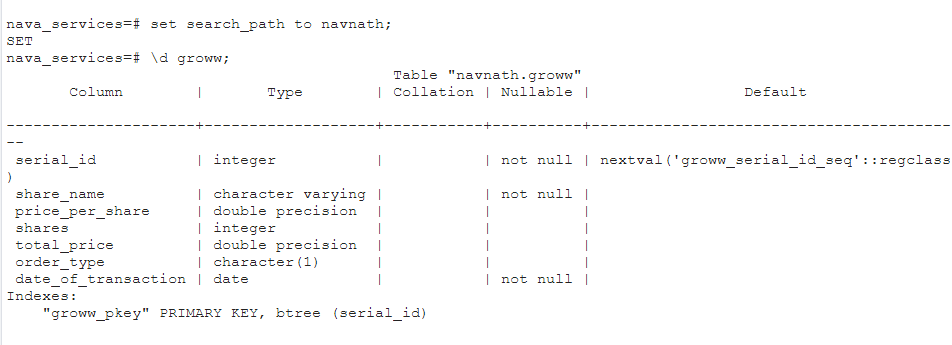 nava_services=# set search_path to navnath;
SET
nava_services=# \d groww;
                                           Table "navnath.groww"
       Column        |       Type        | Collation | Nullable |                 Default
---------------------+-------------------+-----------+----------+----------------------------------------
--
 serial_id           | integer           |           | not null | nextval('groww_serial_id_seq'::regclass
)
 share_name          | character varying |           | not null |
 price_per_share     | double precision  |           |          |
 shares              | integer           |           |          |
 total_price         | double precision  |           |          |
 order_type          | character(1)      |           |          |
 date_of_transaction | date              |           | not null |
Indexes:
    "groww_pkey" PRIMARY KEY, btree (serial_id)